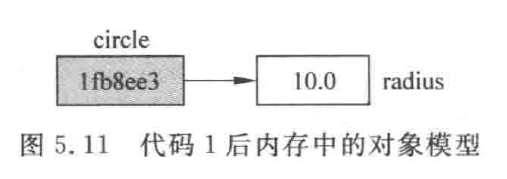 circle
1fb8ee3 10.0 radius
图 5.11 代码 1 后内存中的对象模型